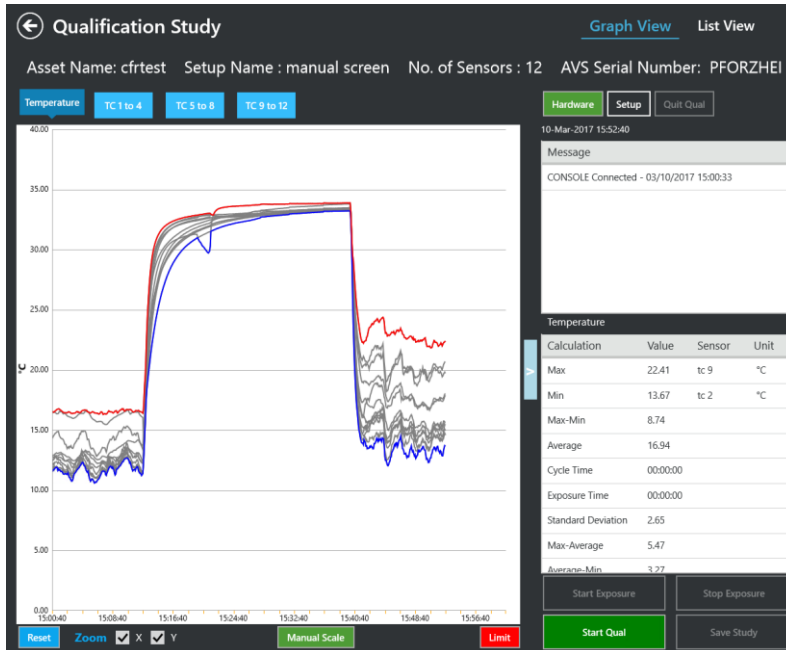 Qualification Study
Graph View
List View
Asset Name: cfrtest Setup Name : manual screen No. of Sensors : 12 AVS Serial Number: PFORZHEI
Temperature
TC 1 to 4
TC 5 to 8
TC 9 to 12
Hardware
Setup
Quit Qual
10-Mar-2017 15:52:40
Message
CONSOLE Connected - 03/10/2017 15:00:33
40.00
35.00
30.00
25.00
°C
20.00
15.00
10.00
5.00
0.00
15:00:40 15:08:40 15:16:40 15:24:40 15:32:40 15:40:40 15:48:40 15:56:40
>
Temperature
Calculation Value Sensor Unit
Max 22.41 tc 9 °C
Min 13.67 tc 2 °C
Max-Min 8.74
Average 16.94
Cycle Time 00:00:00
Exposure Time 00:00:00
Standard Deviation 2.65
Max-Average 5.47
Average-Min 3.27
Start Exposure
Stop Exposure
Reset
Zoom
X
Y
Manual Scale
Limit
Start Qual
Save Study